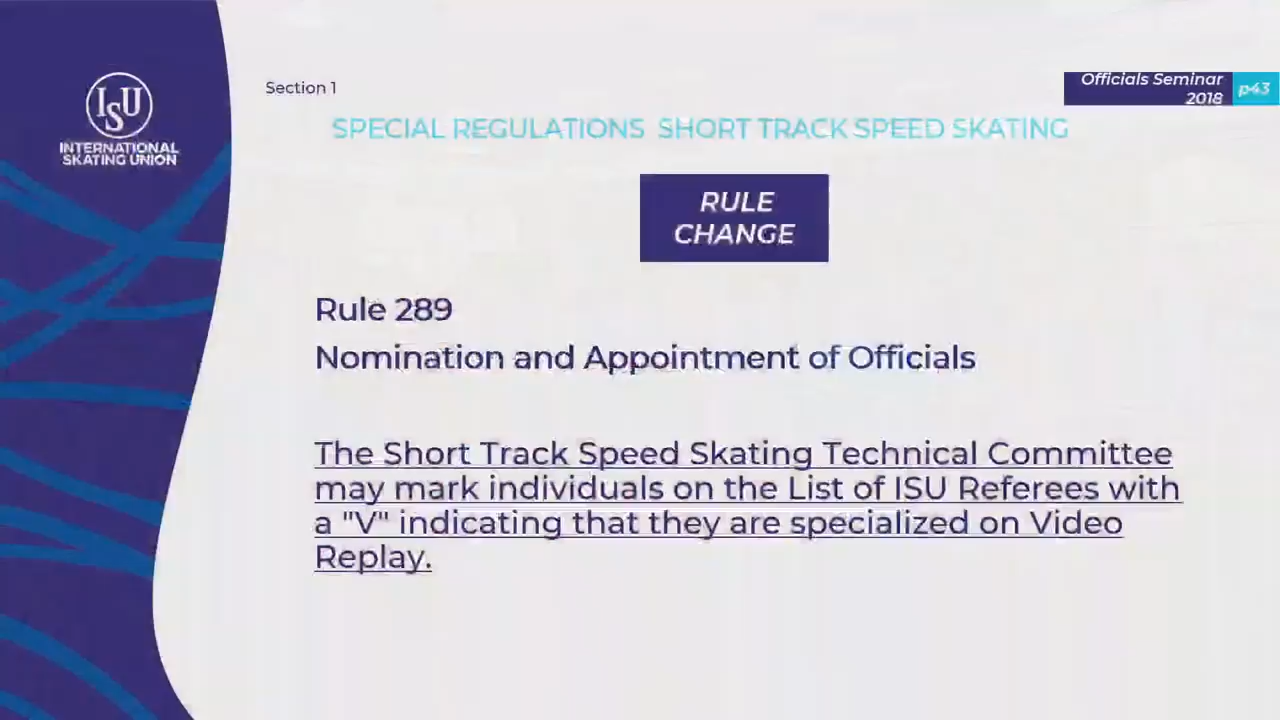 ISU
INTERNATIONAL
SKATING UNION
Section 1
Officials Seminar
2018
p43
SPECIAL REGULATIONS SHORT TRACK SPEED SKATING
RULE
CHANGE
Rule 289
Nomination and Appointment of Officials
The Short Track Speed Skating Technical Committee
may mark individuals on the List of ISU Referees with
a "V" indicating that they are specialized on Video
Replay.